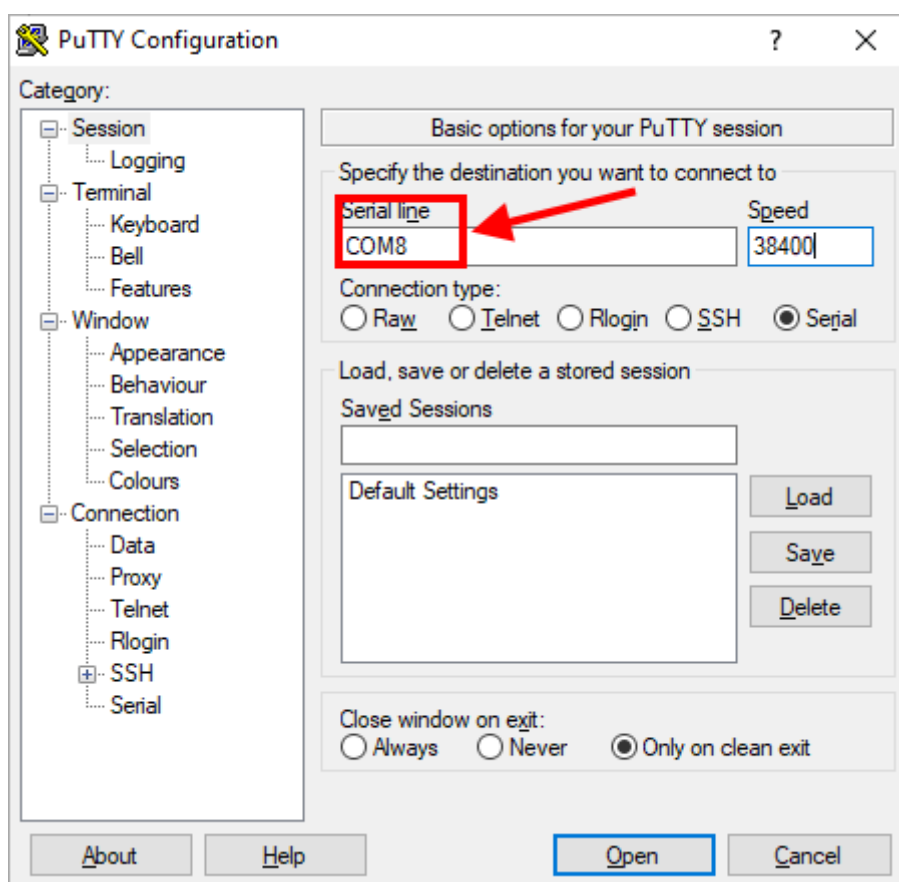 PuTTY Configuration
?
Category:
Session
Logging
Terminal
Keyboard
Bell
Features
Window
Appearance
Behaviour
Translation
Selection
Colours
Connection
Data
Proxy
Telnet
Rlogin
SSH
Serial
Basic options for your PuTTY session
Specify the destination you want to connect to
Serial line Speed
COM8 38400
Connection type:
Raw Telnet Rlogin SSH Serial
Load, save or delete a stored session
Saved Sessions
Default Settings
Load
Save
Delete
Close window on exit:
Always Never Only on clean exit
About Help Open Cancel